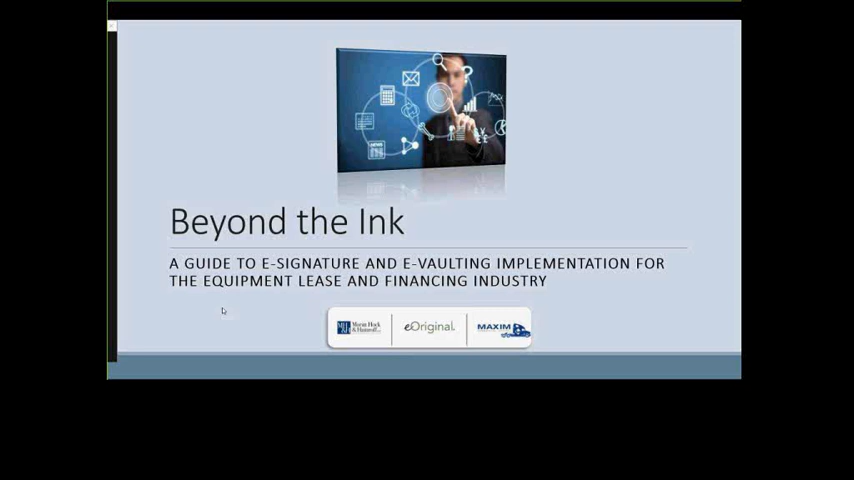 Beyond the Ink
A GUIDE TO E-SIGNATURE AND E-VAULTING IMPLEMENTATION FOR
THE EQUIPMENT LEASE AND FINANCING INDUSTRY
eOriginal
MAXIM